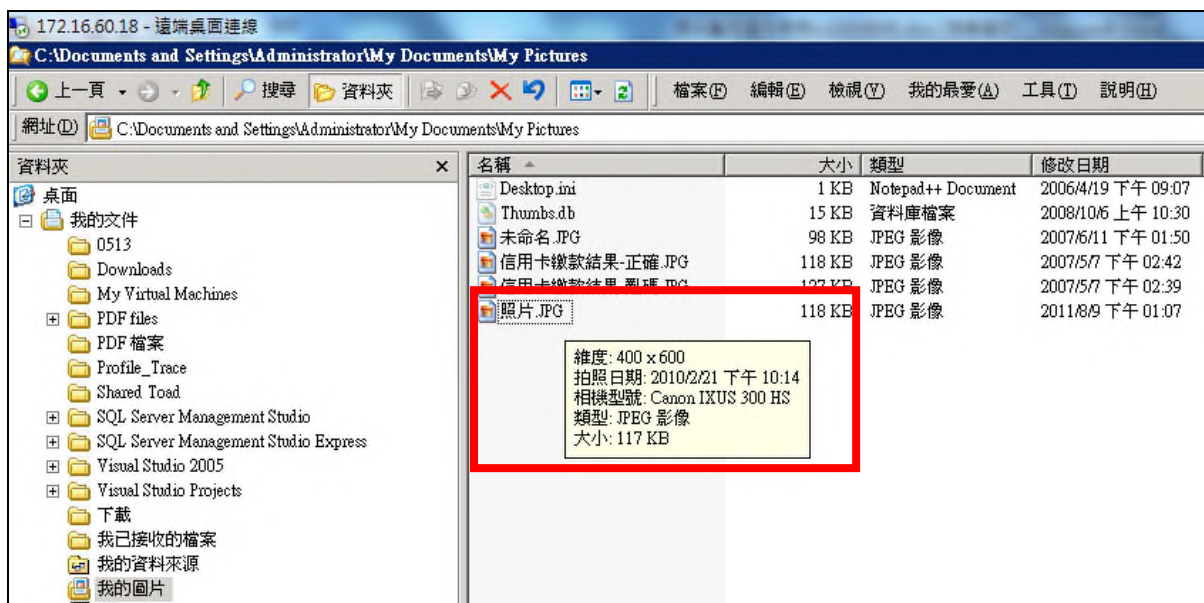 172.16.60.18 - 遠端桌面連線
C:\Documents and Settings\Administrator\My Documents\My Pictures
上一頁 搜尋 資料夾 檔案(F) 編輯(E) 檢視(V) 我的最愛(A) 工具(T) 說明(H)
網址(D) C:\Documents and Settings\Administrator\My Documents\My Pictures
資料夾
桌面
我的文件
0513
Downloads
My Virtual Machines
PDF files
PDF 檔案
Profile_Trace
Shared Toad
SQL Server Management Studio
SQL Server Management Studio Express
Visual Studio 2005
Visual Studio Projects
下載
我已接收的檔案
我的資料來源
我的圖片
名稱 大小 類型 修改日期
Desktop.ini 1 KB Notepad++ Document 2006/4/19 下午 09:07
Thumbs.db 15 KB 資料庫檔案 2008/10/6 上午 10:30
未命名.JPG 98 KB JPEG 影像 2007/6/11 下午 01:50
信用卡繳款結果-正確.JPG 118 KB JPEG 影像 2007/5/7 下午 02:42
信用卡繳款結果-亂碼.JPG 127 KB JPEG 影像 2007/5/7 下午 02:39
照片.JPG 118 KB JPEG 影像 2011/8/9 下午 01:07
維度: 400 x 600
拍照日期: 2010/2/21 下午 10:14
相機型號: Canon IXUS 300 HS
類型: JPEG 影像
大小: 117 KB